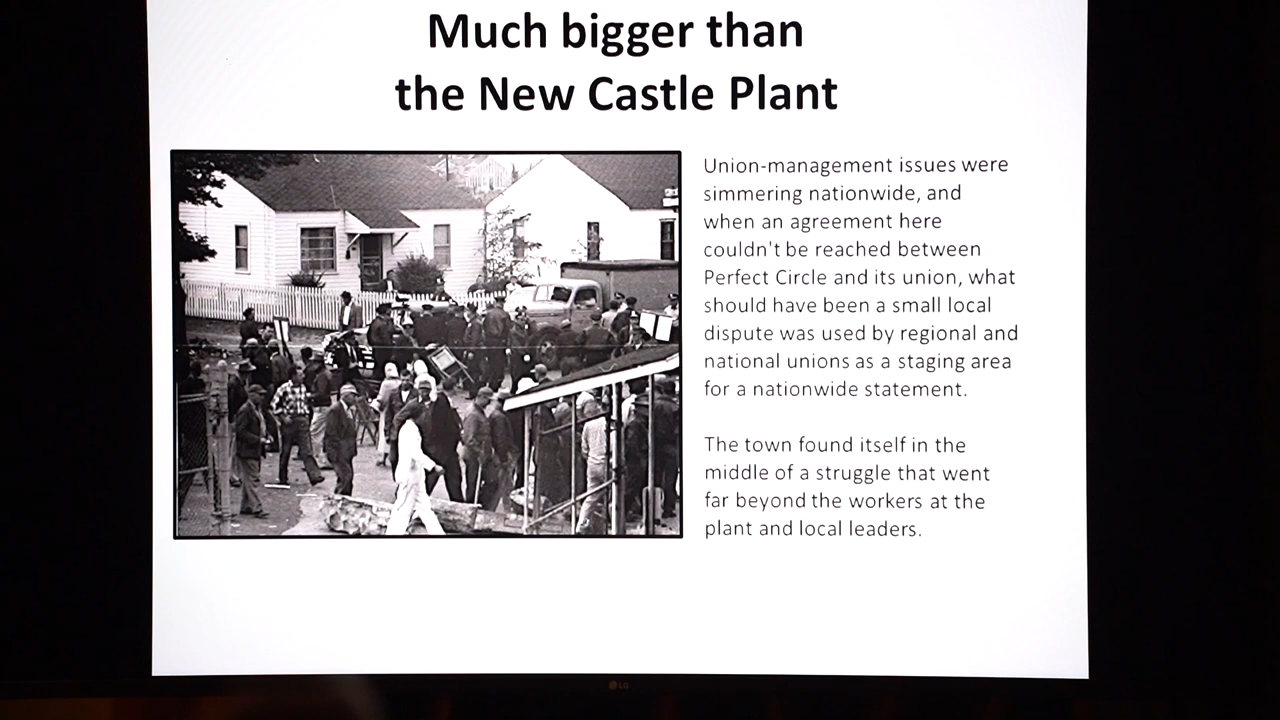 Much bigger than
the New Castle Plant
Union-management issues were
simmering nationwide, and
when an agreement here
couldn't be reached between
Perfect Circle and its union, what
should have been a small local
dispute was used by regional and
national unions as a staging area
for a nationwide statement.
The town found itself in the
middle of a struggle that went
far beyond the workers at the
plant and local leaders.
LG